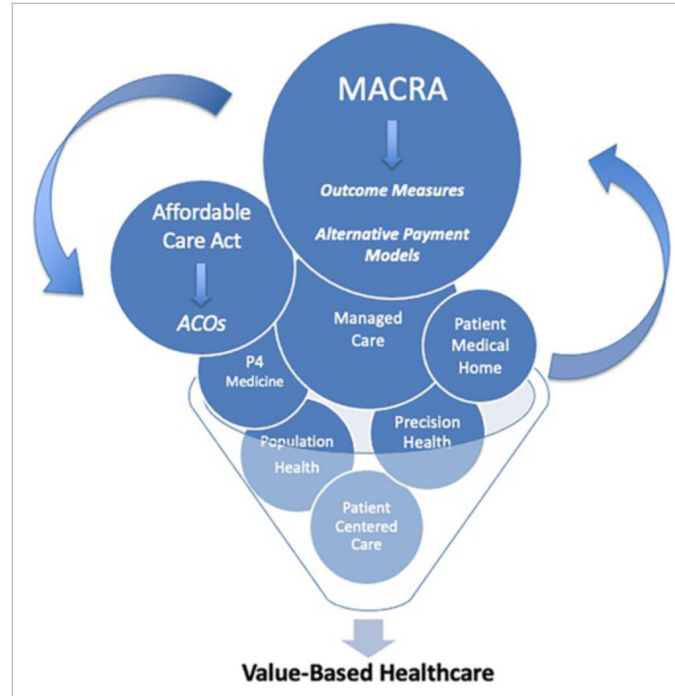 MACRA
Outcome Measures
Alternative Payment
Models
Affordable
Care Act
ACOs
Managed
Care
Patient
Medical
Home
P4
Medicine
Precision
Health
Population
Health
Patient
Centered
Care
Value-Based Healthcare